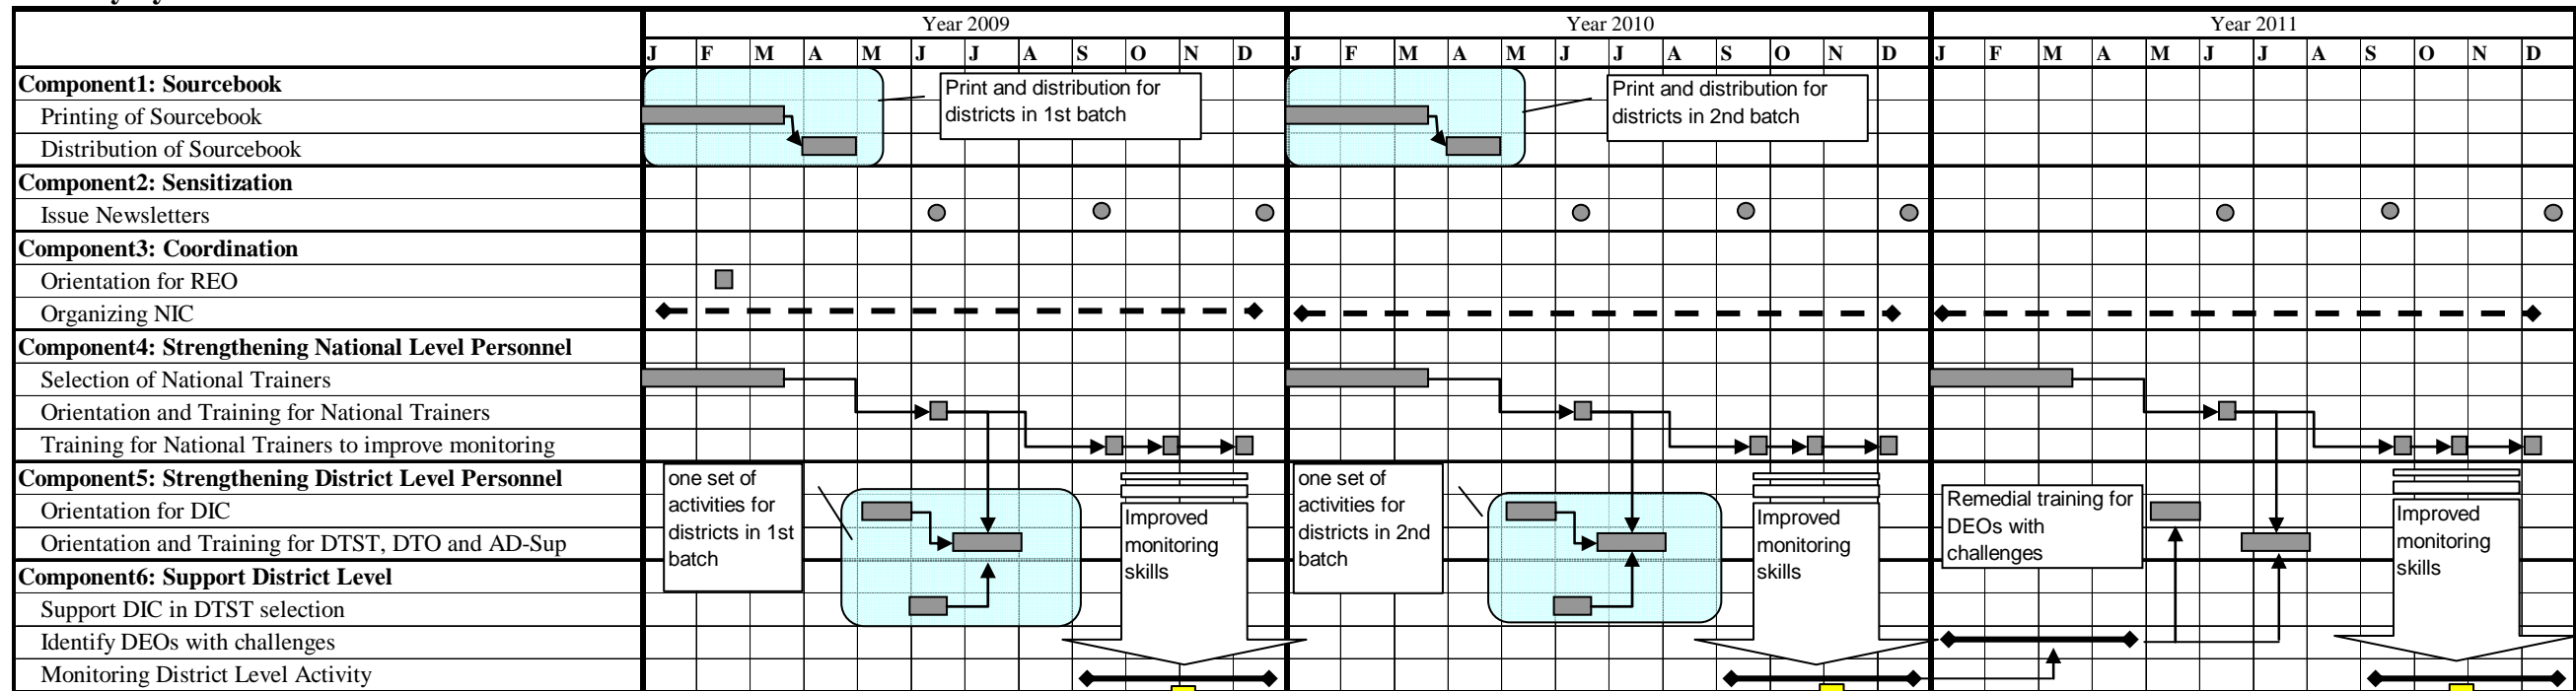 Year 2009 Year 2010 Year 2011
J F M A M J J A S O N D J F M A M J J A S O N D J F M A M J J A S O N D
Component1: Sourcebook
Print and distribution for
districts in 1st batch
Print and distribution for
districts in 2nd batch
Printing of Sourcebook
Distribution of Sourcebook
Component2: Sensitization
Issue Newsletters
Component3: Coordination
Orientation for REO
Organizing NIC
Component4: Strengthening National Level Personnel
Selection of National Trainers
Orientation and Training for National Trainers
Training for National Trainers to improve monitoring
Component5: Strengthening District Level Personnel
Orientation for DIC
Orientation and Training for DTST, DTO and AD-Sup
Component6: Support District Level
Support DIC in DTST selection
Identify DEOs with challenges
Monitoring District Level Activity
one set of
activities for
districts in 1st
batch
Improved
monitoring
skills
one set of
activities for
districts in 2nd
batch
Improved
monitoring
skills
Remedial training for
DEOs with
challenges
Improved
monitoring
skills